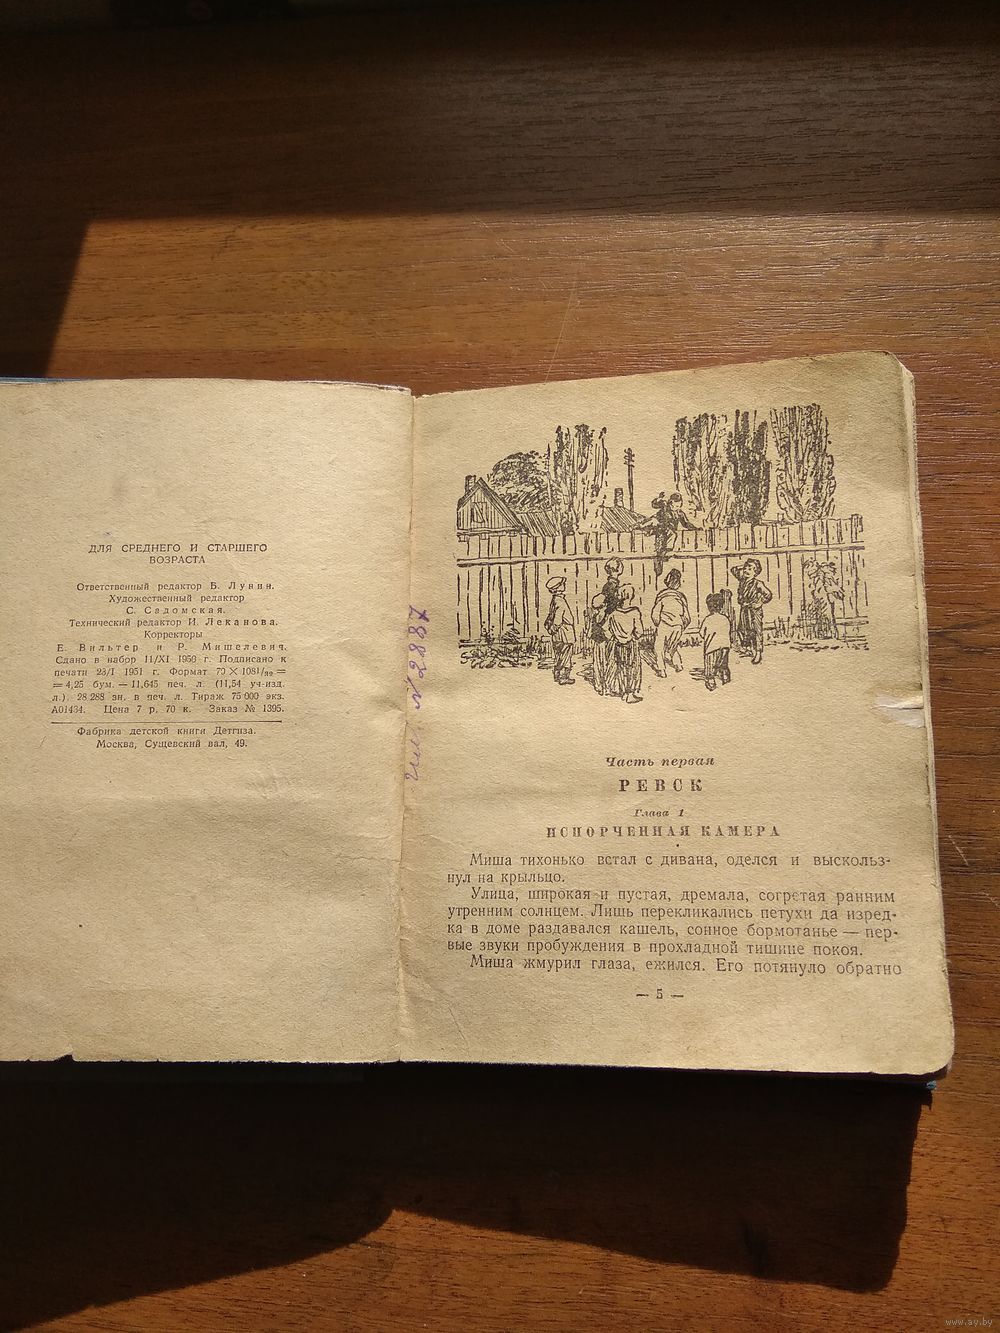 ДЛЯ СРЕДНЕГО И СТАРШЕГО
ВОЗРАСТА
Ответственный редактор Б. Лунин.
Художественный редактор
С. Садомская.
Технический редактор И. Леканова.
Корректоры
Е. Вильтер и Р. Мишелевич.
Сдано в набор 11/XI 1950 г. Подписано к
печати 23/I 1951 г. Формат 70 × 108 1/32 =
= 4,25 бум. — 11,645 печ. л. (11,54 уч-изд.
л.). 28 288 зн. в печ. л. Тираж 75 000 экз.
А01434. Цена 7 р. 70 к. Заказ № 1395.
Фабрика детской книги Детгиза.
Москва, Сущевский вал, 49.
№ 2887
Часть первая
РЕВСК
Глава 1
ИСПОРЧЕННАЯ КАМЕРА
Миша тихонько встал с дивана, оделся и выскольз-
нул на крыльцо.
Улица, широкая и пустая, дремала, согретая ранним
утренним солнцем. Лишь перекликались петухи да изред-
ка в доме раздавался кашель, сонное бормотанье — пер-
вые звуки пробуждения в прохладной тишине покоя.
Миша жмурил глаза, ежился. Его потянуло обратно
— 5 —
www.ay.by